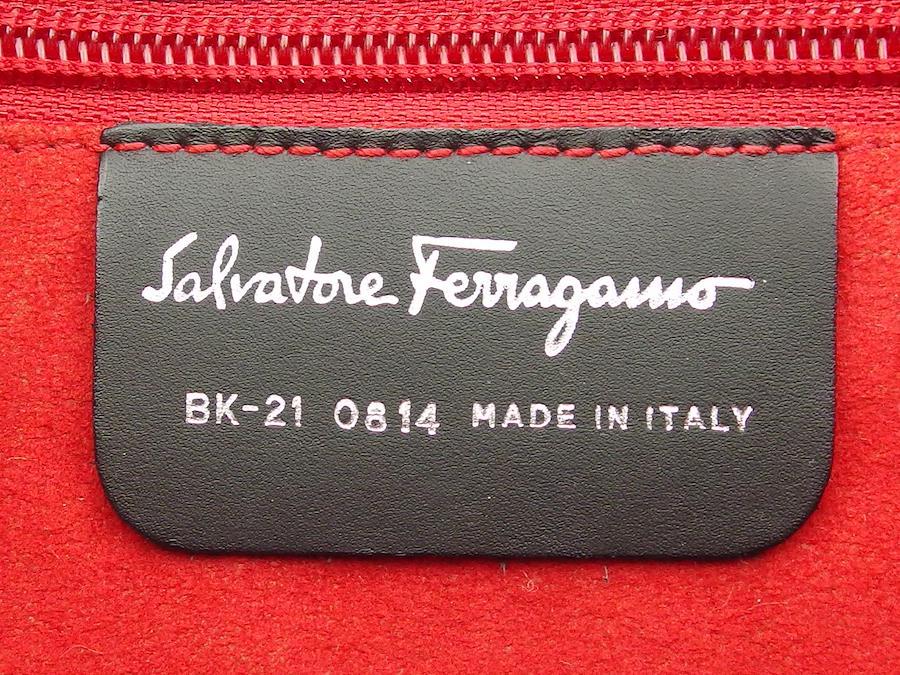 Salvatore Ferragamo
BK-21 0814 MADE IN ITALY